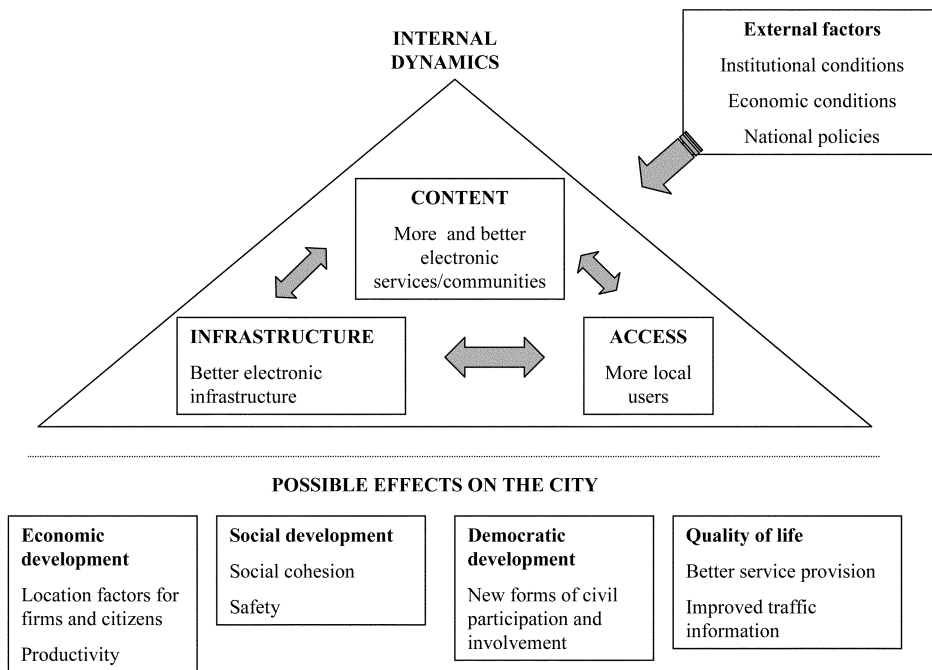 INTERNAL
DYNAMICS
External factors
Institutional conditions
Economic conditions
National policies
CONTENT
More and better
electronic
services/communities
INFRASTRUCTURE
Better electronic
infrastructure
ACCESS
More local
users
POSSIBLE EFFECTS ON THE CITY
Economic
development
Location factors for
firms and citizens
Productivity
Social development
Social cohesion
Safety
Democratic
development
New forms of civil
participation and
involvement
Quality of life
Better service provision
Improved traffic
information